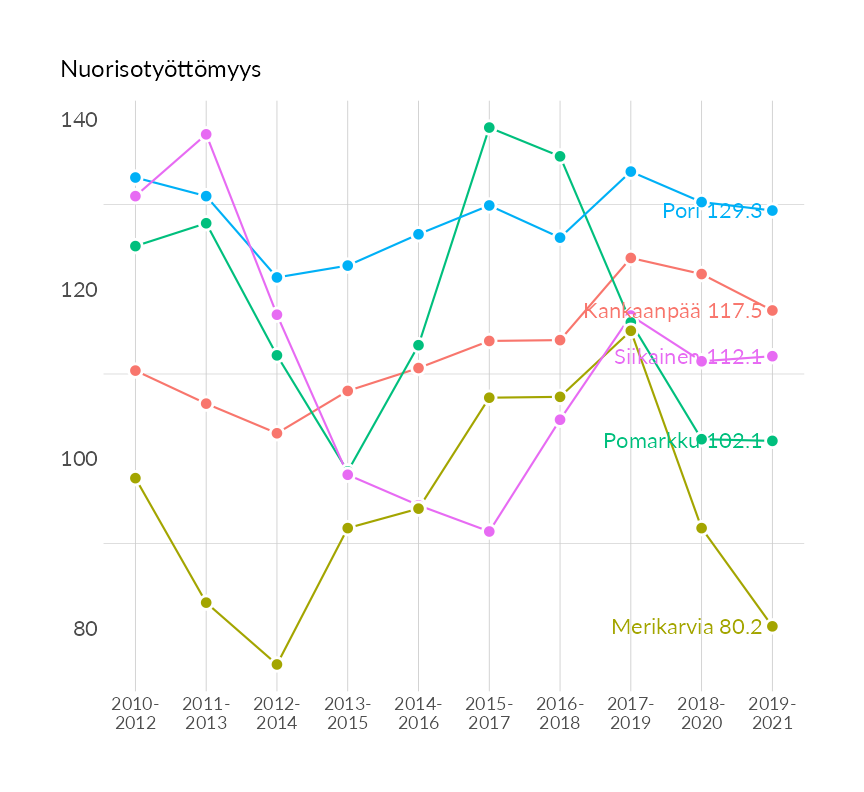 Nuorisotyöttömyys
140
120
100
80
Pori 129.3
Kankaanpää 117.5
Siikainen 112.1
Pomarkku 102.1
Merikarvia 80.2
2010- 2011- 2012- 2013- 2014- 2015- 2016- 2017- 2018- 2019-
2012 2013 2014 2015 2016 2017 2018 2019 2020 2021